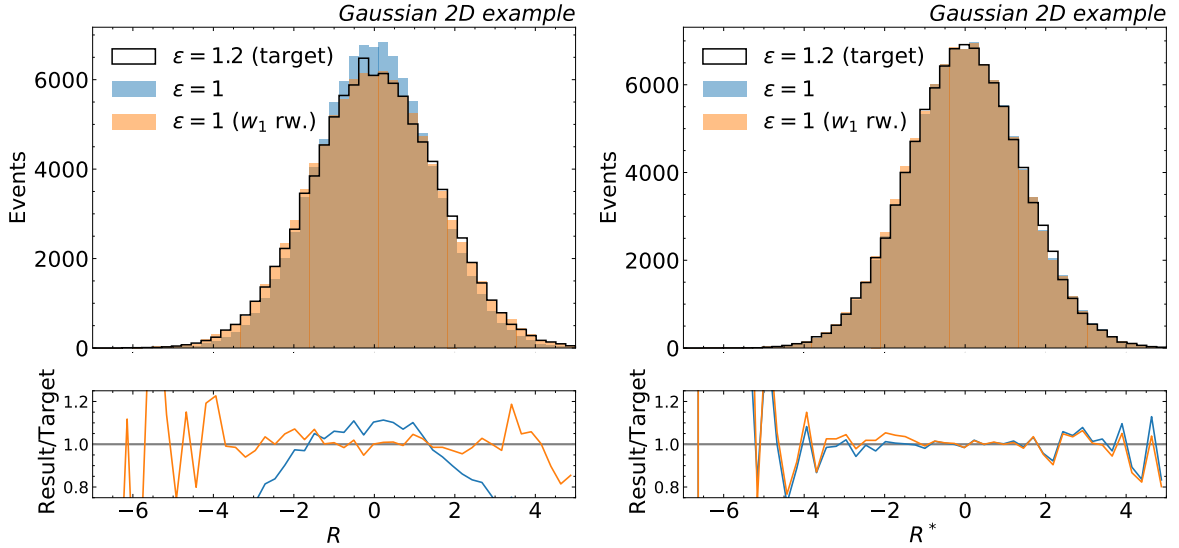 Gaussian 2D example
ε = 1.2 (target)
ε = 1
ε = 1 (w₁ rw.)
Events
6000
4000
2000
0
Result/Target
1.2
1.0
0.8
−6 −4 −2 0 2 4
R
Gaussian 2D example
ε = 1.2 (target)
ε = 1
ε = 1 (w₁ rw.)
Events
6000
4000
2000
0
Result/Target
1.2
1.0
0.8
−6 −4 −2 0 2 4
R*